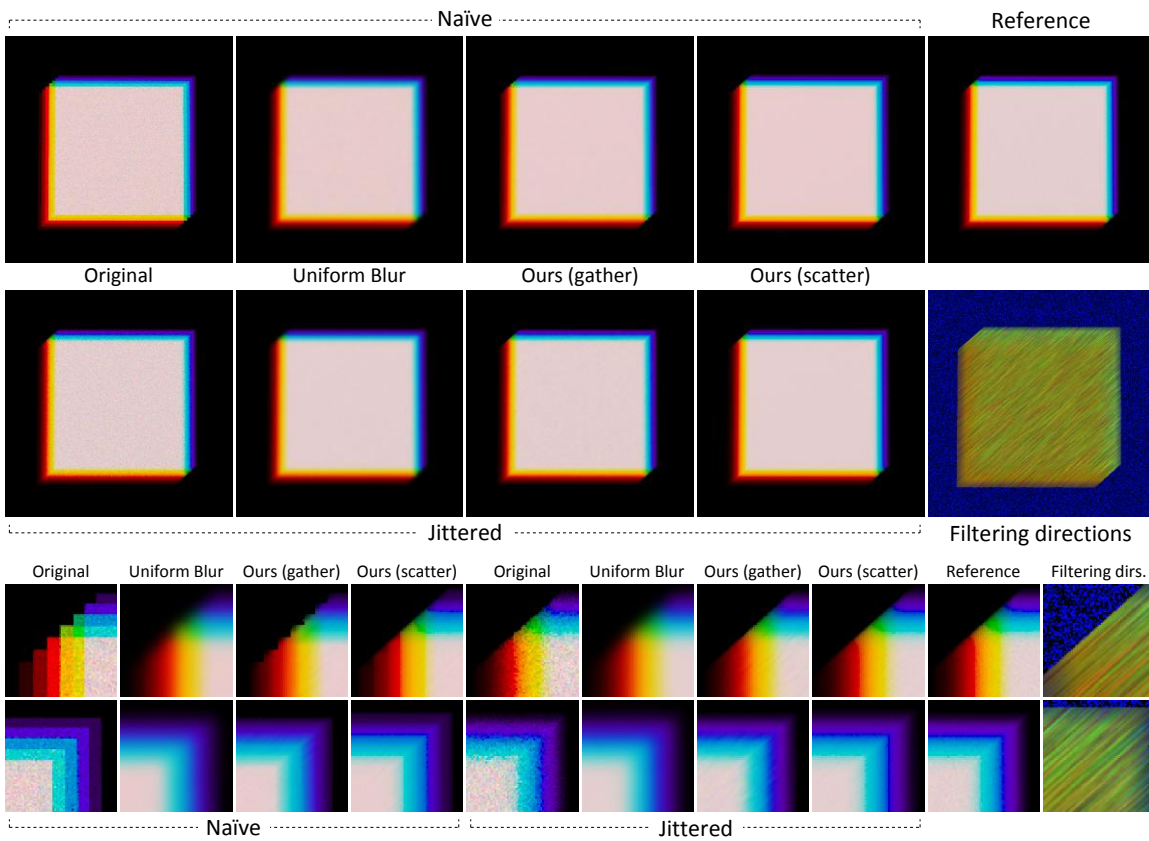 Naïve
Reference
Original
Uniform Blur
Ours (gather)
Ours (scatter)
Jittered
Filtering directions
Original
Uniform Blur
Ours (gather)
Ours (scatter)
Original
Uniform Blur
Ours (gather)
Ours (scatter)
Reference
Filtering dirs.
Naïve
Jittered